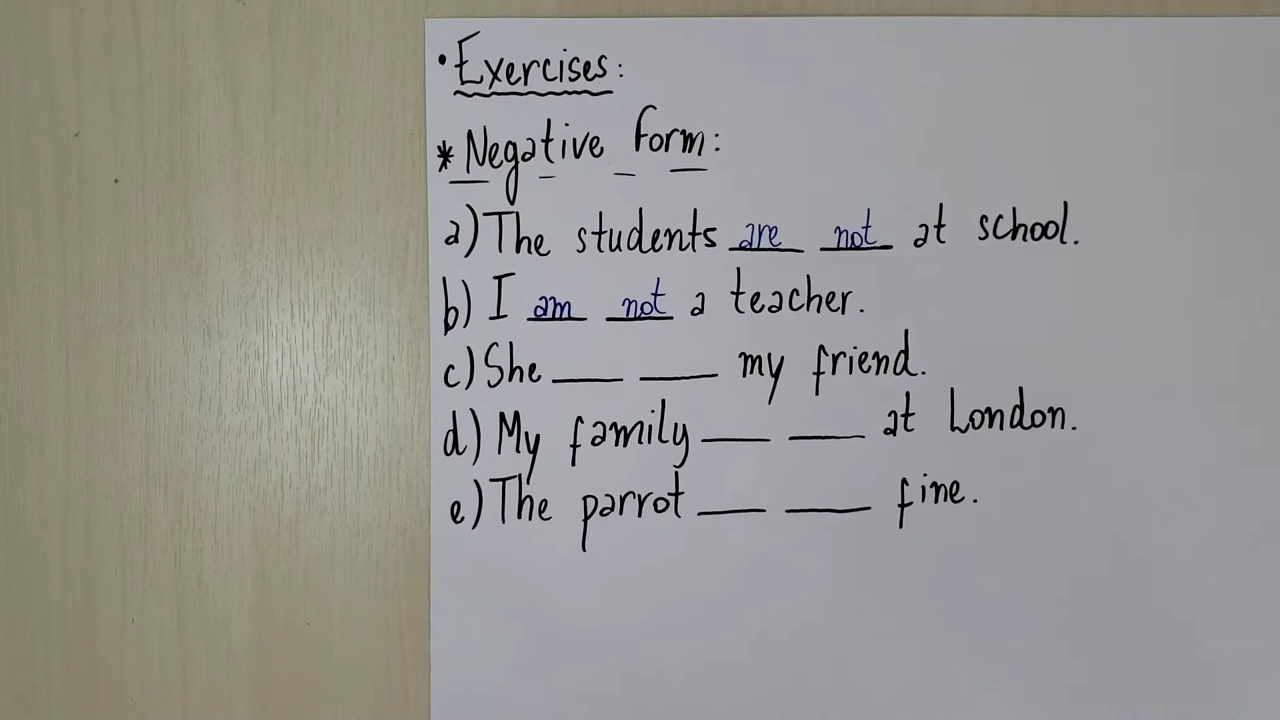 • Exercises:
* Negative form:
a) The students are not at school.
b) I am not a teacher.
c) She ___ ___ my friend.
d) My family ___ ___ at London.
e) The parrot ___ ___ fine.